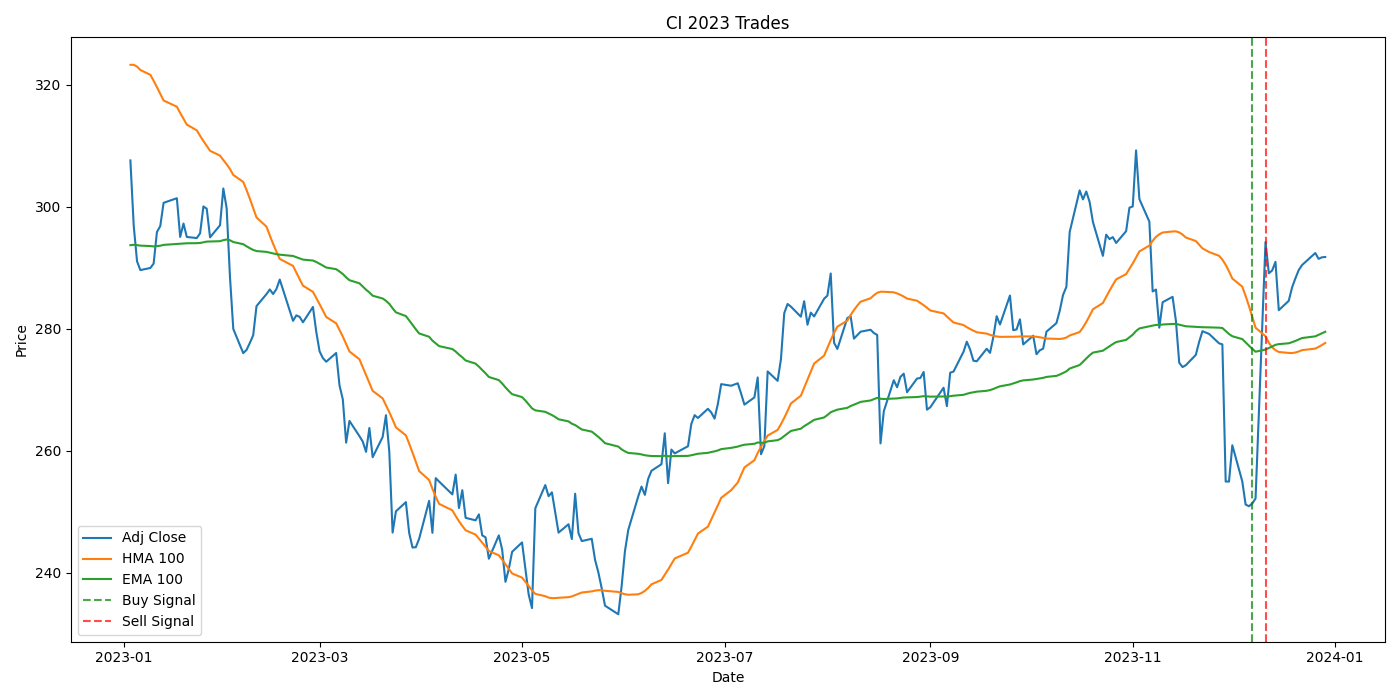 CI 2023 Trades
Price
320
300
280
260
240
Adj Close
HMA 100
EMA 100
Buy Signal
Sell Signal
2023-01
2023-03
2023-05
2023-07
2023-09
2023-11
2024-01
Date